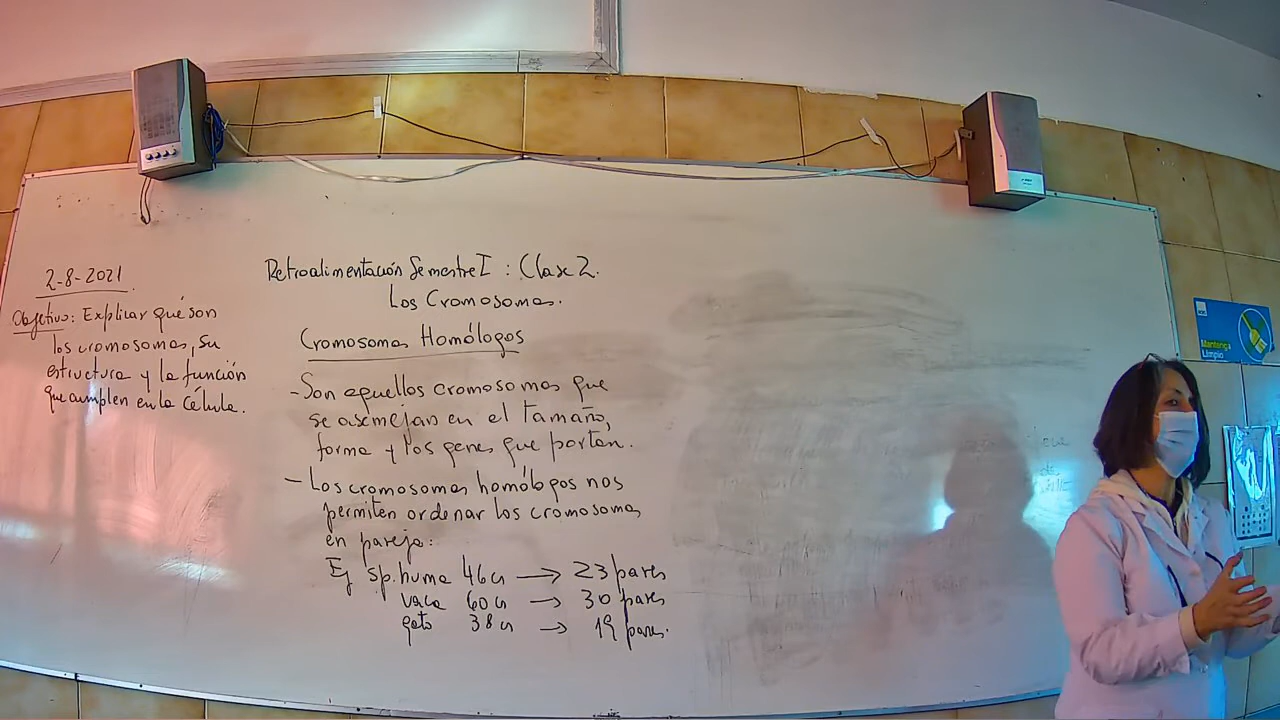 2-8-2021.
Objetivo: Explicar qué son
los cromosomas, su
estructura y la función
que cumplen en la célula.
Retroalimentación Semestre I : Clase 2.
Los Cromosomas.
Cromosomas Homólogos
- Son aquellos cromosomas que
se asemejan en el tamaño,
forma y los genes que portan.
- Los cromosomas homólogos nos
permiten ordenar los cromosomas
en pareja:
Ej sp. humana 46 cr → 23 pares
vaca 60 cr → 30 pares
gato 38 cr → 19 pares.
Mantenga
Limpio